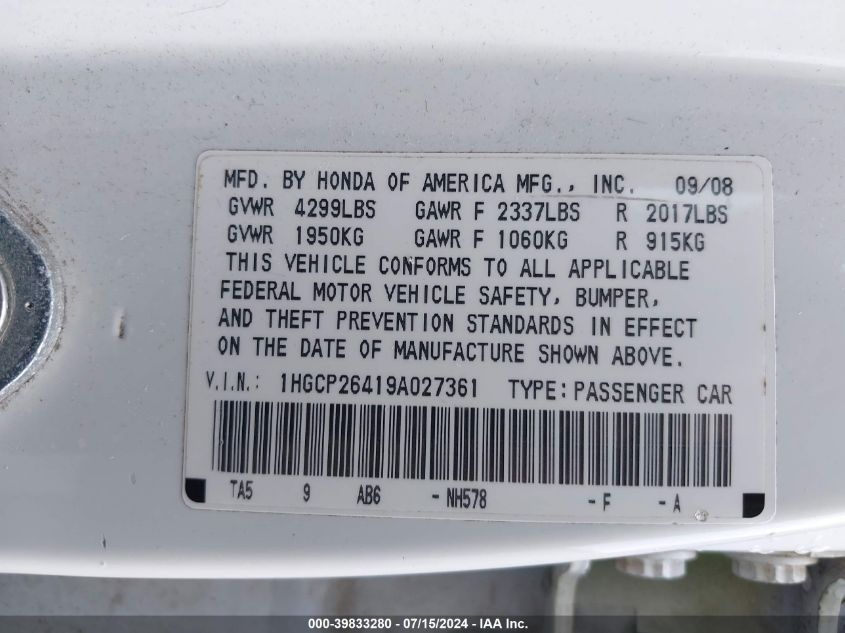 MFD. BY HONDA OF AMERICA MFG., INC. 09/08
GVWR 4299LBS GAWR F 2337LBS R 2017LBS
GVWR 1950KG GAWR F 1060KG R 915KG
THIS VEHICLE CONFORMS TO ALL APPLICABLE
FEDERAL MOTOR VEHICLE SAFETY, BUMPER,
AND THEFT PREVENTION STANDARDS IN EFFECT
ON THE DATE OF MANUFACTURE SHOWN ABOVE.
V.I.N.: 1HGCP26419A027361 TYPE: PASSENGER CAR
TA5 9 AB6 -NH578 -F -A
000-39833280 - 07/15/2024 - IAA Inc.